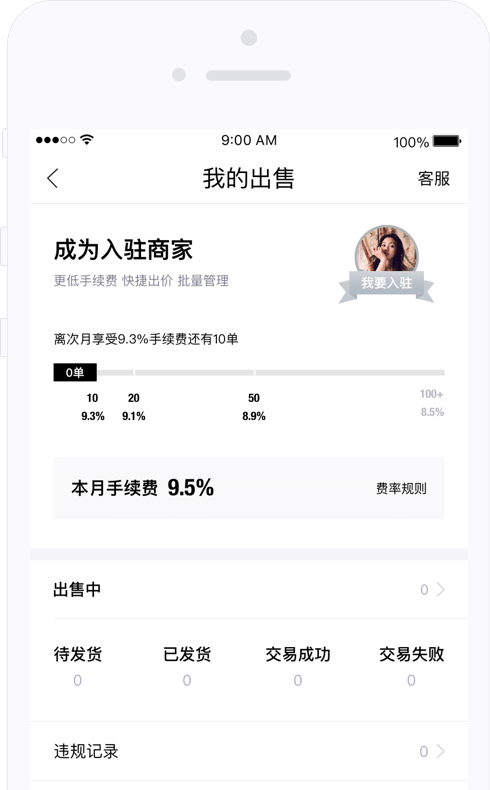 9:00 AM
100%
我的出售
客服
成为入驻商家
更低手续费 快捷出价 批量管理
我要入驻
离次月享受9.3%手续费还有10单
0单
10 20 50 100+
9.3% 9.1% 8.9% 8.5%
本月手续费 9.5%
费率规则
出售中 0
待发货 已发货 交易成功 交易失败
0 0 0 0
违规记录 0